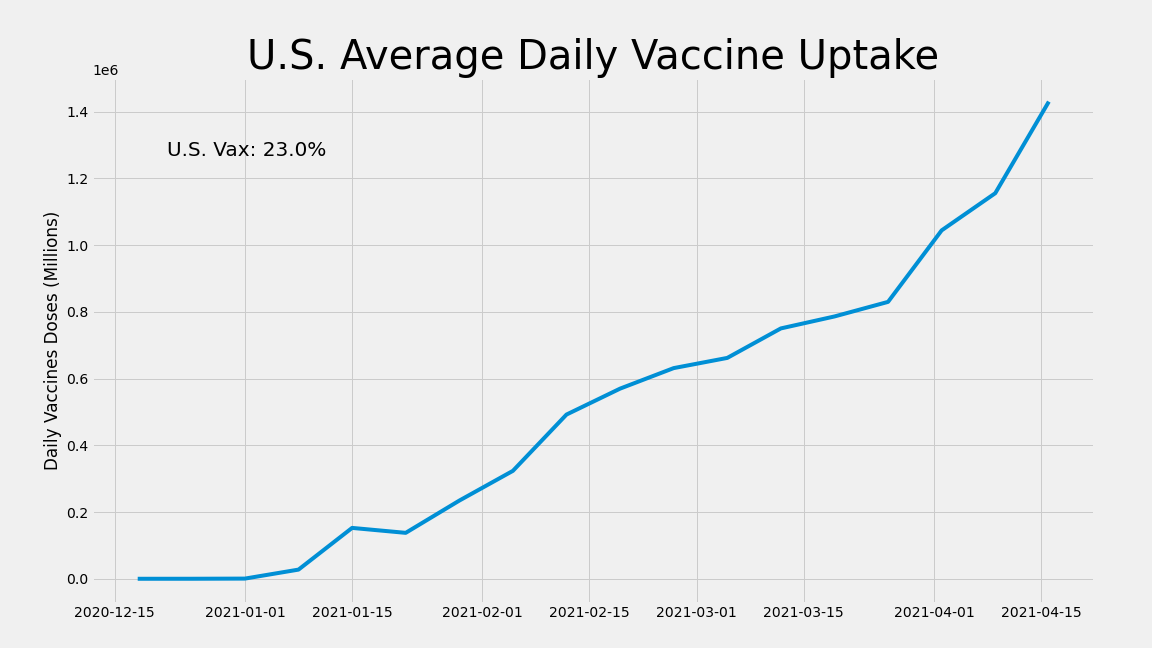 U.S. Average Daily Vaccine Uptake
1e6
1.4
U.S. Vax: 23.0%
1.2
1.0
0.8
0.6
0.4
0.2
0.0
Daily Vaccines Doses (Millions)
2020-12-15 2021-01-01 2021-01-15 2021-02-01 2021-02-15 2021-03-01 2021-03-15 2021-04-01 2021-04-15